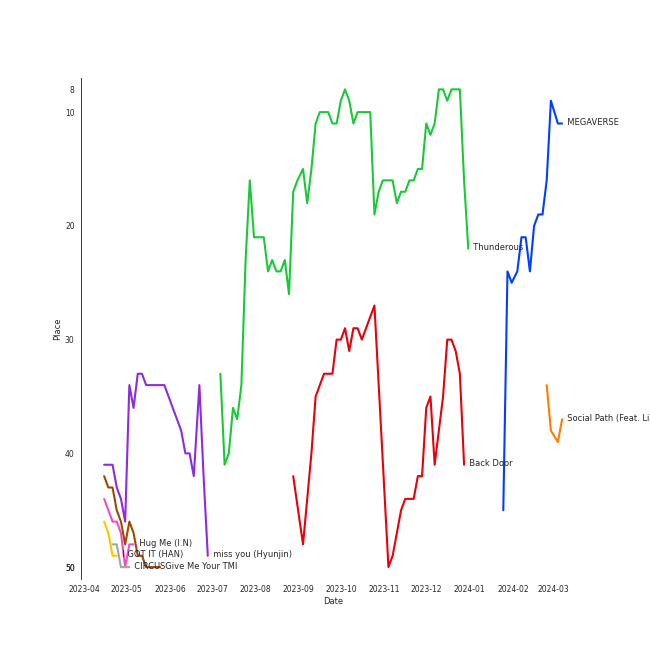 8
10
20
30
40
50
Place
MEGAVERSE
Thunderous
Social Path (Feat. Li
Back Door
Hug Me (I.N)
GOT IT (HAN)
miss you (Hyunjin)
CIRCUS
Give Me Your TMI
2023-04
2023-05
2023-06
2023-07
2023-08
2023-09
2023-10
2023-11
2023-12
2024-01
2024-02
2024-03
Date